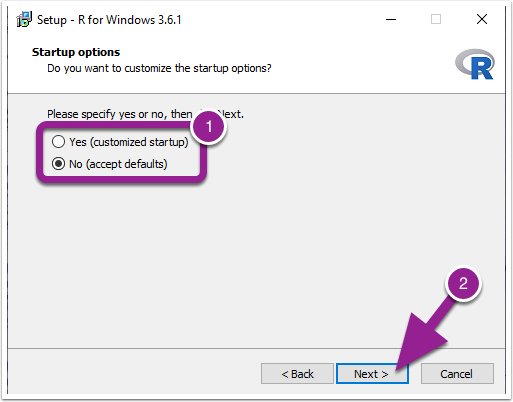 Setup - R for Windows 3.6.1
Startup options
Do you want to customize the startup options?
R
Please specify yes or no, then Next.
1
Yes (customized startup)
No (accept defaults)
2
< Back
Next >
Cancel